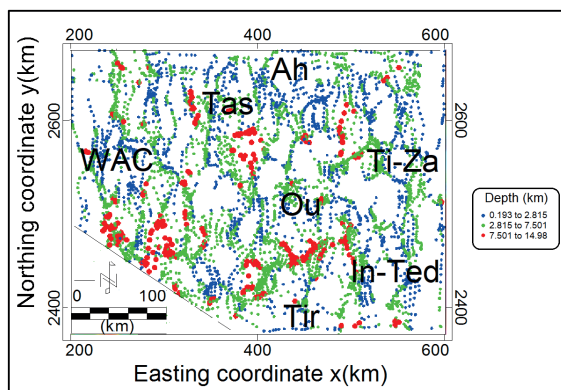 200 400 600
Northing coordinate y(km)
2600
2400
Ah
Tas
WAC
Ti-Za
Ou
In-Ted
Tir
2600
2400
0 100
(km)
200 400 600
Easting coordinate x(km)
Depth (km)
0.193 to 2.815
2.815 to 7.501
7.501 to 14.98